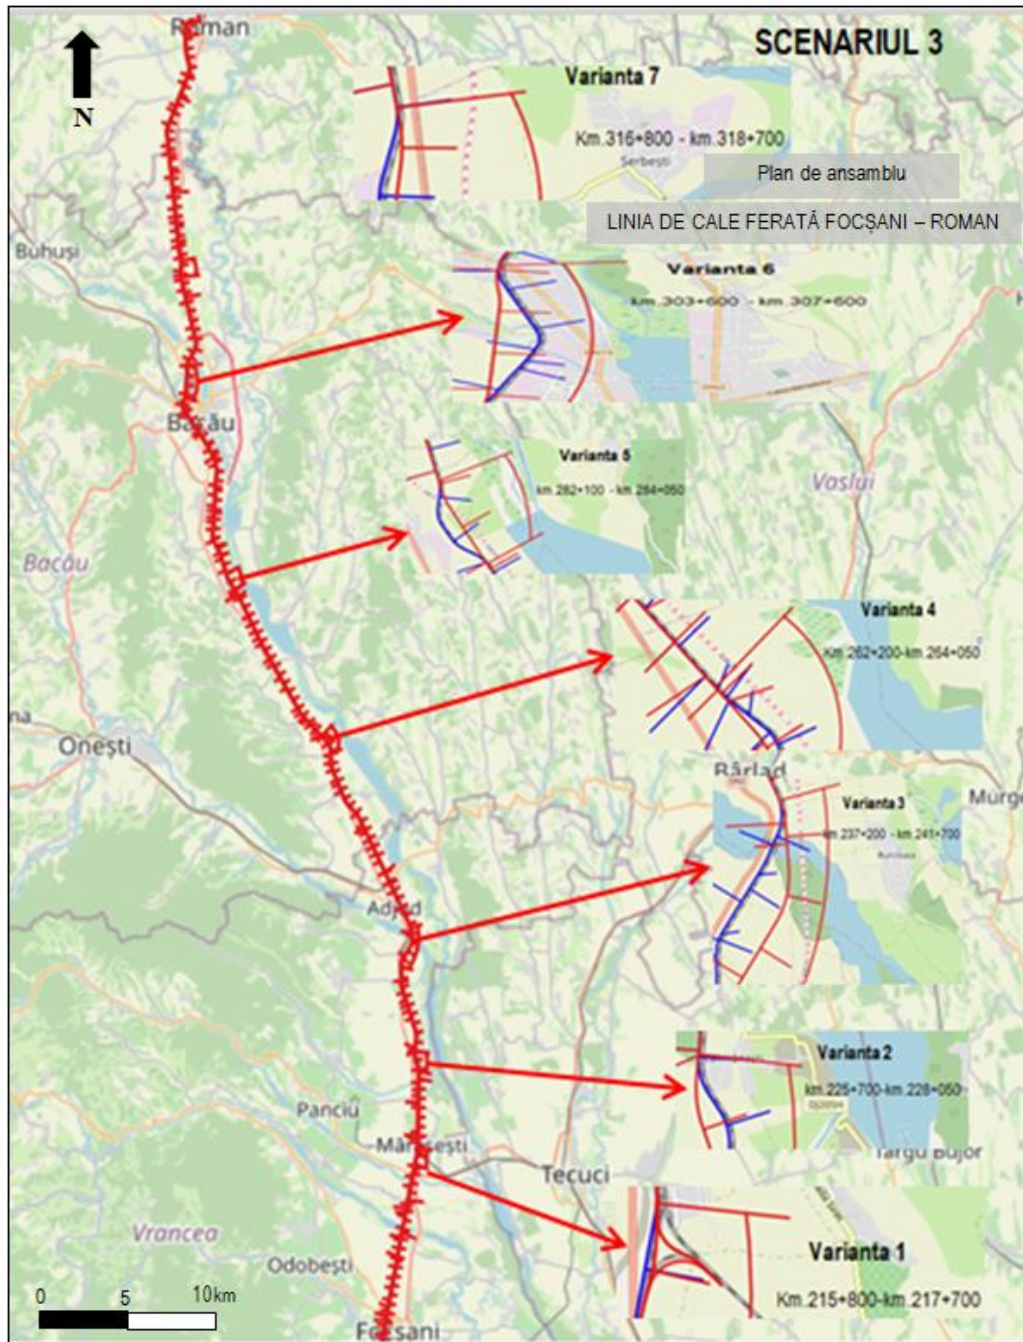 Roman
SCENARIUL 3
N
Varianta 7
Km.316+800 - km.318+700
Serbești
Plan de ansamblu
LINIA DE CALE FERATĂ FOCȘANI – ROMAN
Buhuși
Varianta 6
km.303+600 - km.307+600
Bacău
Varianta 5
km.282+100 - km.284+050
Vaslui
Bacău
Varianta 4
Km.262+200-km.264+050
Onești
Bârlad
Varianta 3
km.237+200 - km.241+700
Murge
Adjud
Varianta 2
km.225+700-km.228+050
Panciu
Mărășești
Târgu Bujor
Tecuci
Vrancea
Varianta 1
Odobești
Km.215+800-km.217+700
0 5 10km
Focșani